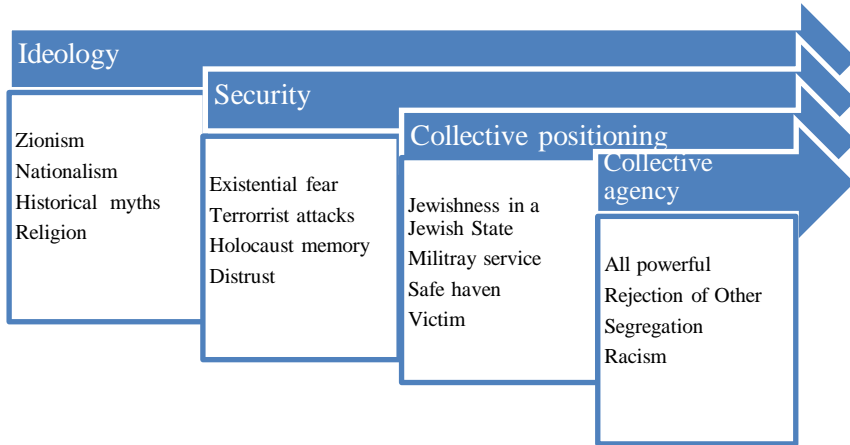 Ideology
Zionism
Nationalism
Historical myths
Religion
Security
Existential fear
Terrorrist attacks
Holocaust memory
Distrust
Collective positioning
Jewishness in a
Jewish State
Militray service
Safe haven
Victim
Collective
agency
All powerful
Rejection of Other
Segregation
Racism